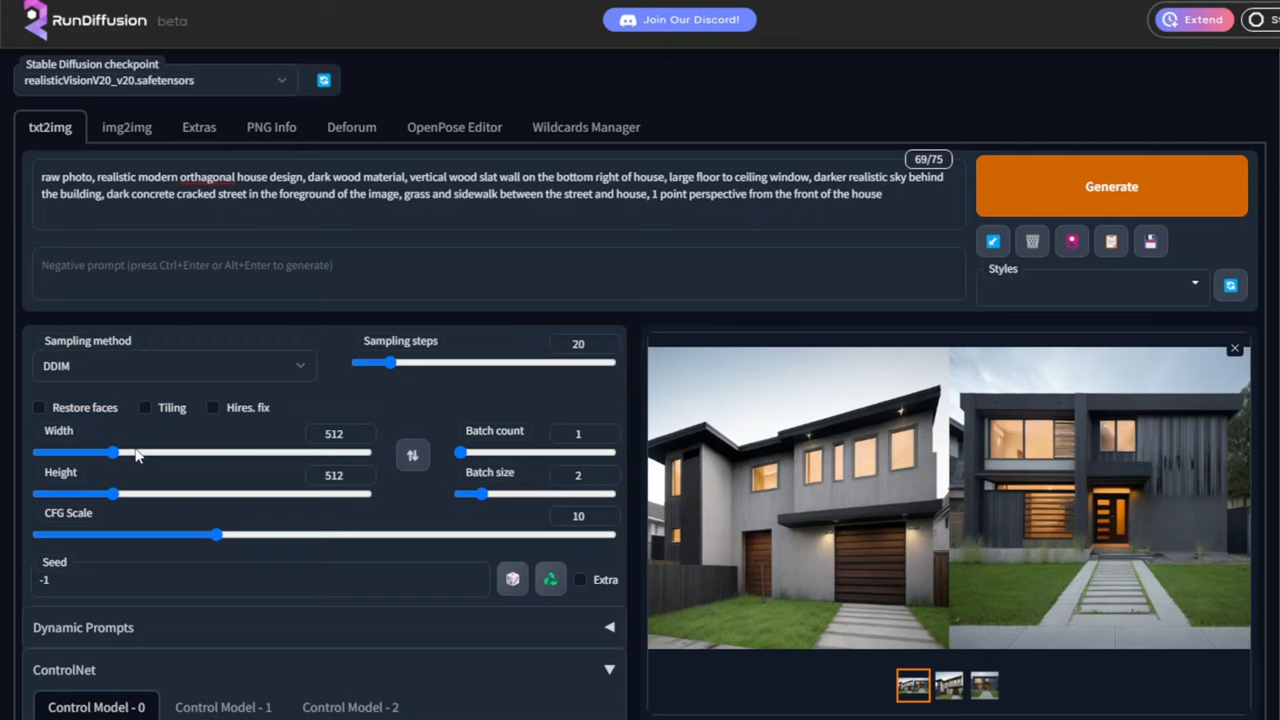 RunDiffusion beta
Join Our Discord!
Extend
Stable Diffusion checkpoint
realisticVisionV20_v20.safetensors
txt2img
img2img
Extras
PNG Info
Deforum
OpenPose Editor
Wildcards Manager
69/75
raw photo, realistic modern orthagonal house design, dark wood material, vertical wood slat wall on the bottom right of house, large floor to ceiling window, darker realistic sky behind
the building, dark concrete cracked street in the foreground of the image, grass and sidewalk between the street and house, 1 point perspective from the front of the house
Generate
Negative prompt (press Ctrl+Enter or Alt+Enter to generate)
Styles
Sampling method
DDIM
Sampling steps
20
Restore faces
Tiling
Hires. fix
Width
512
Batch count
1
Height
512
Batch size
2
CFG Scale
10
Seed
-1
Extra
Dynamic Prompts
ControlNet
Control Model - 0
Control Model - 1
Control Model - 2